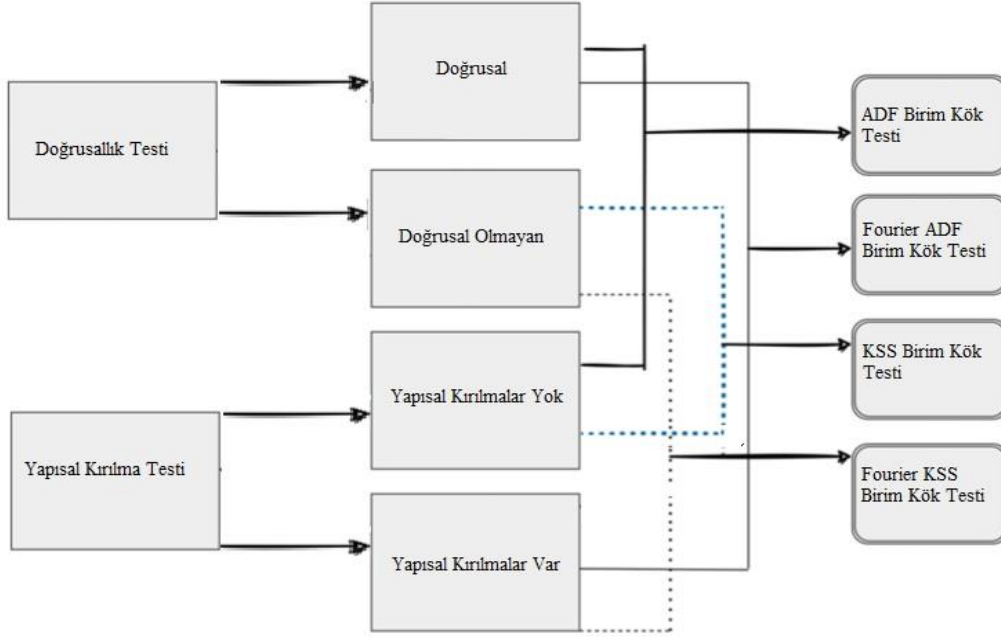 Doğrusallık Testi
Yapısal Kırılma Testi
Doğrusal
Doğrusal Olmayan
Yapısal Kırılmalar Yok
Yapısal Kırılmalar Var
ADF Birim Kök
Testi
Fourier ADF
Birim Kök Testi
KSS Birim Kök
Testi
Fourier KSS
Birim Kök Testi